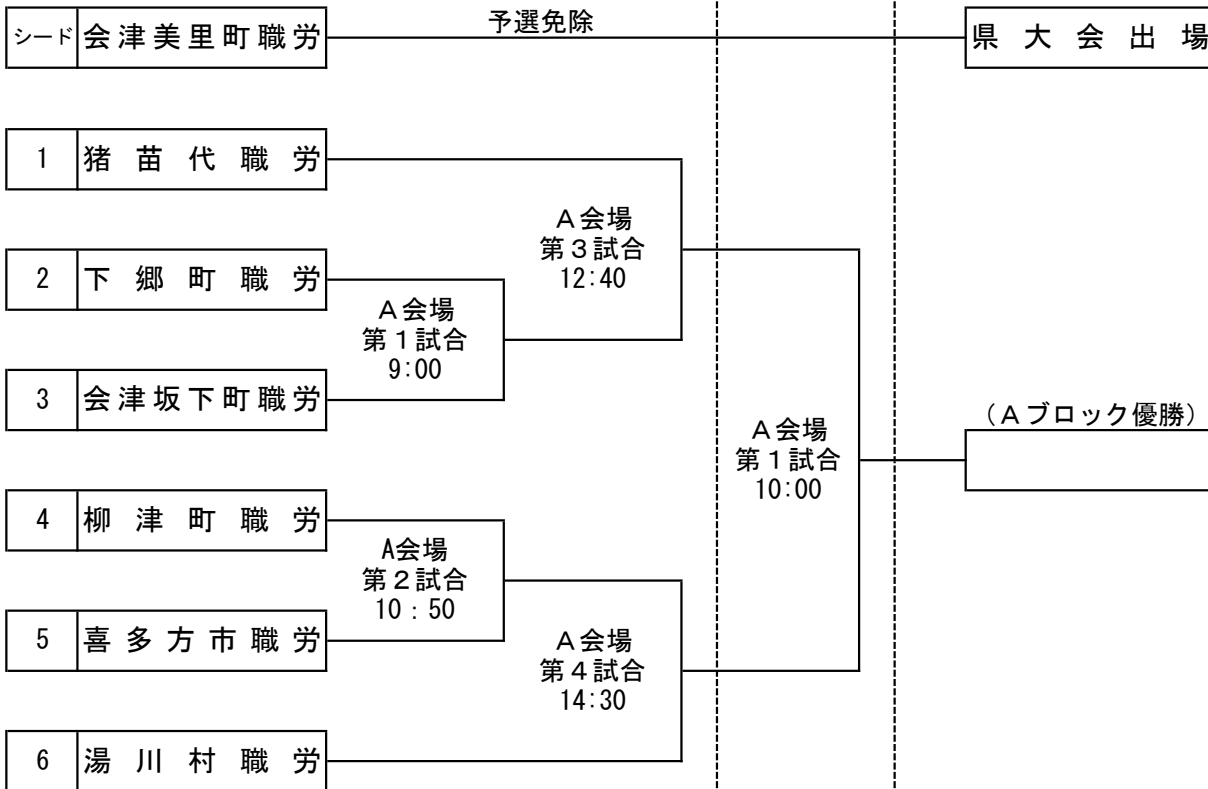 シード 会津美里町職労 予選免除 県大会出場
1 猪苗代職労
A会場
第3試合
12:40
2 下郷町職労
A会場
第1試合
9:00
3 会津坂下町職労
(Aブロック優勝)
A会場
第1試合
10:00
4 柳津町職労
A会場
第2試合
10:50
5 喜多方市職労
A会場
第4試合
14:30
6 湯川村職労